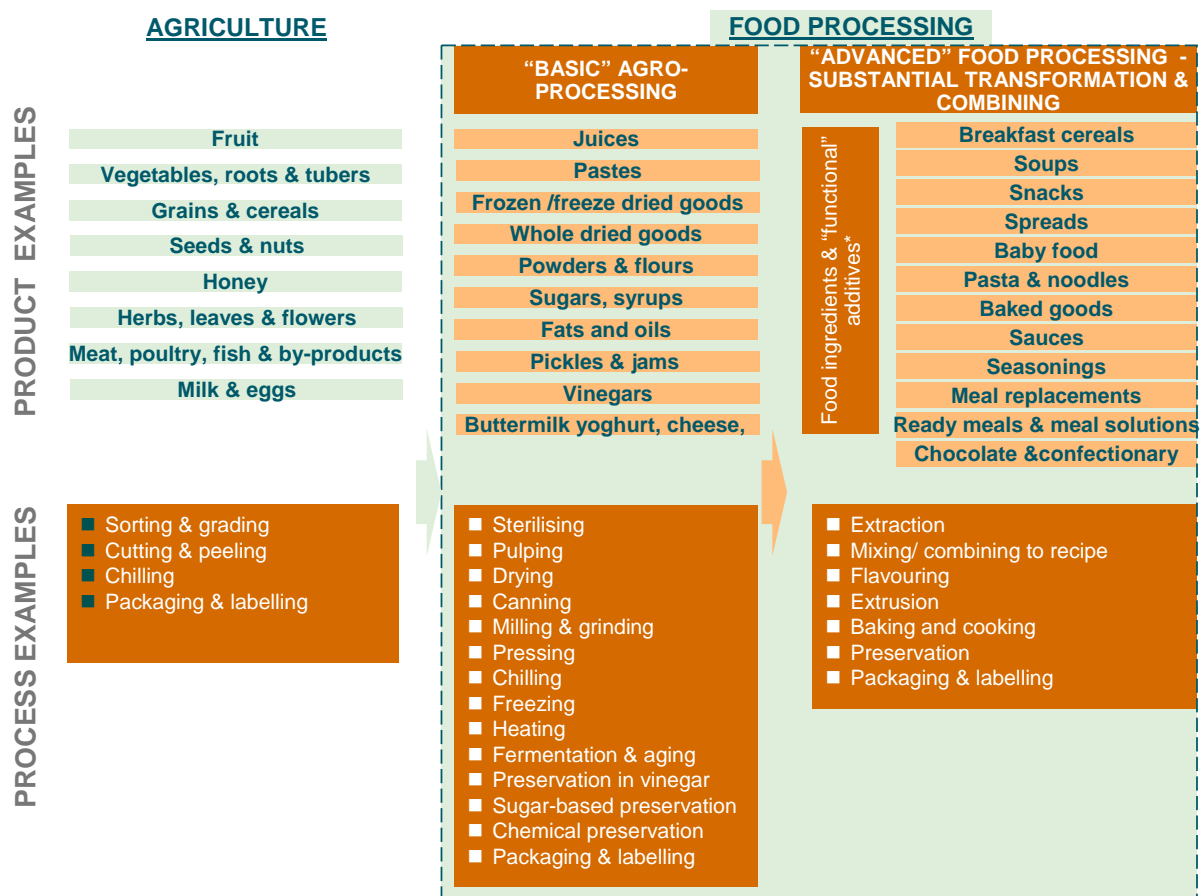 AGRICULTURE
FOOD PROCESSING
“BASIC” AGRO-
PROCESSING
“ADVANCED” FOOD PROCESSING -
SUBSTANTIAL TRANSFORMATION &
COMBINING
PRODUCT EXAMPLES
Fruit
Vegetables, roots & tubers
Grains & cereals
Seeds & nuts
Honey
Herbs, leaves & flowers
Meat, poultry, fish & by-products
Milk & eggs
Juices
Pastes
Frozen /freeze dried goods
Whole dried goods
Powders & flours
Sugars, syrups
Fats and oils
Pickles & jams
Vinegars
Buttermilk yoghurt, cheese,
Food ingredients & “functional”
additives*
Breakfast cereals
Soups
Snacks
Spreads
Baby food
Pasta & noodles
Baked goods
Sauces
Seasonings
Meal replacements
Ready meals & meal solutions
Chocolate &confectionary
PROCESS EXAMPLES
Sorting & grading
Cutting & peeling
Chilling
Packaging & labelling
Sterilising
Pulping
Drying
Canning
Milling & grinding
Pressing
Chilling
Freezing
Heating
Fermentation & aging
Preservation in vinegar
Sugar-based preservation
Chemical preservation
Packaging & labelling
Extraction
Mixing/ combining to recipe
Flavouring
Extrusion
Baking and cooking
Preservation
Packaging & labelling